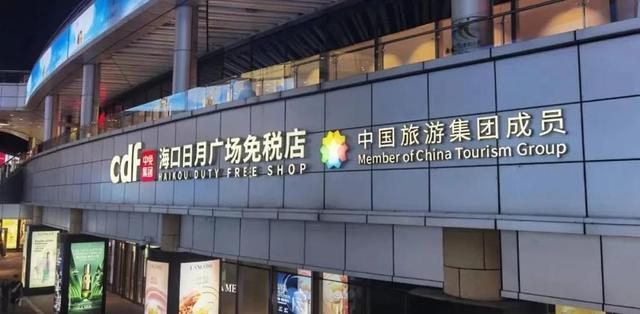 cdf 中免集团 海口日月广场免税店
HAIKOU DUTY FREE SHOP
中国旅游集团成员
Member of China Tourism Group
LANCOME